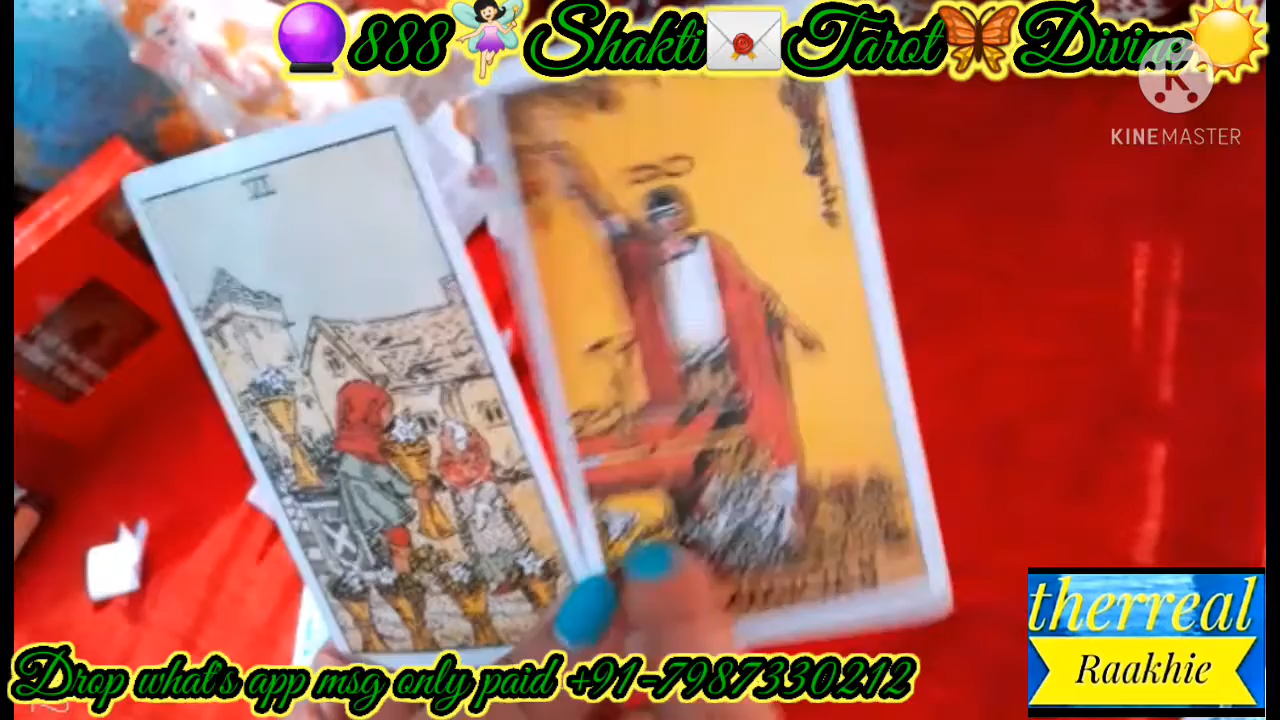 888 Shakti Tarot Divine
K
KINEMASTER
VI
therreal
Raakhie
Drop what's app msg only paid +91-7987330212